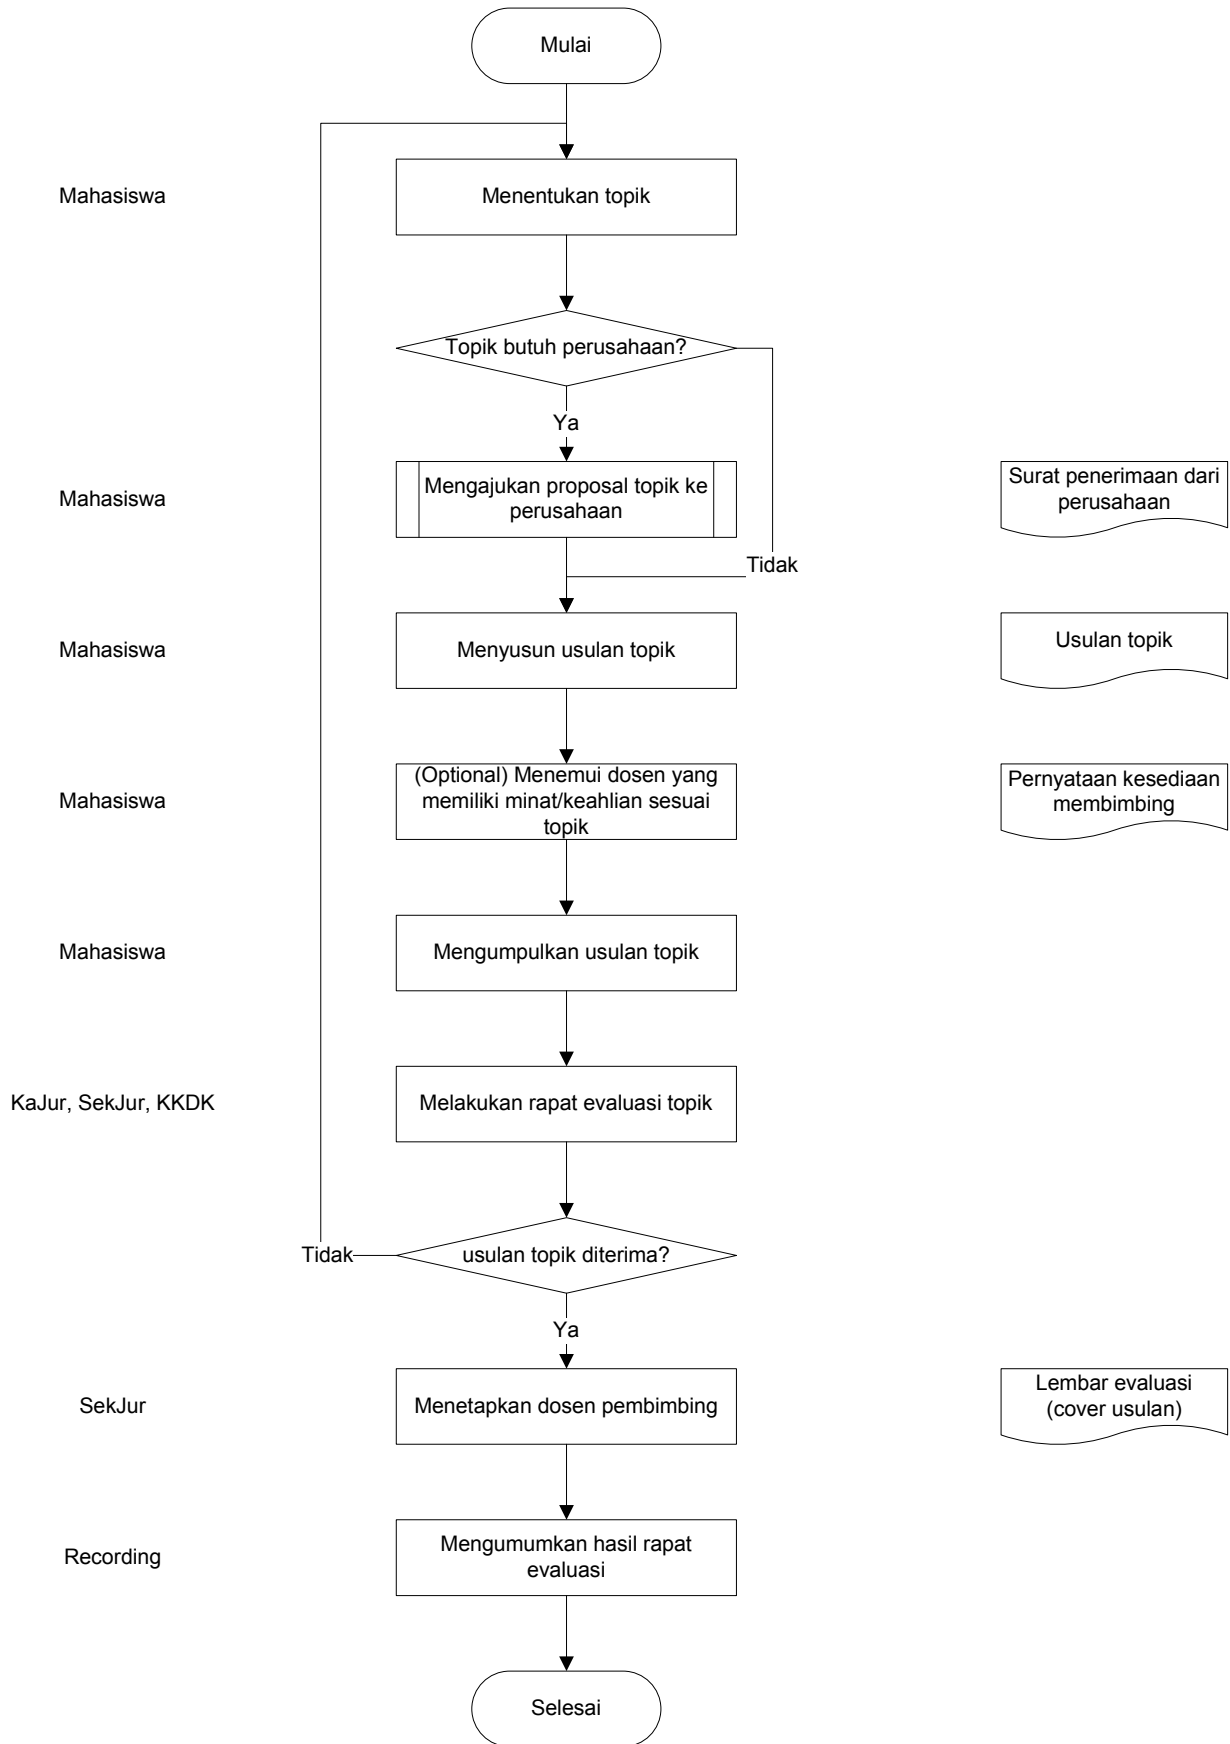 Mulai
Mahasiswa
Menentukan topik
Topik butuh perusahaan?
Ya
Mahasiswa
Mengajukan proposal topik ke
perusahaan
Surat penerimaan dari
perusahaan
Tidak
Mahasiswa
Menyusun usulan topik
Usulan topik
Mahasiswa
(Optional) Menemui dosen yang
memiliki minat/keahlian sesuai
topik
Pernyataan kesediaan
membimbing
Mahasiswa
Mengumpulkan usulan topik
KaJur, SekJur, KKDK
Melakukan rapat evaluasi topik
Tidak
usulan topik diterima?
Ya
SekJur
Menetapkan dosen pembimbing
Lembar evaluasi
(cover usulan)
Recording
Mengumumkan hasil rapat
evaluasi
Selesai